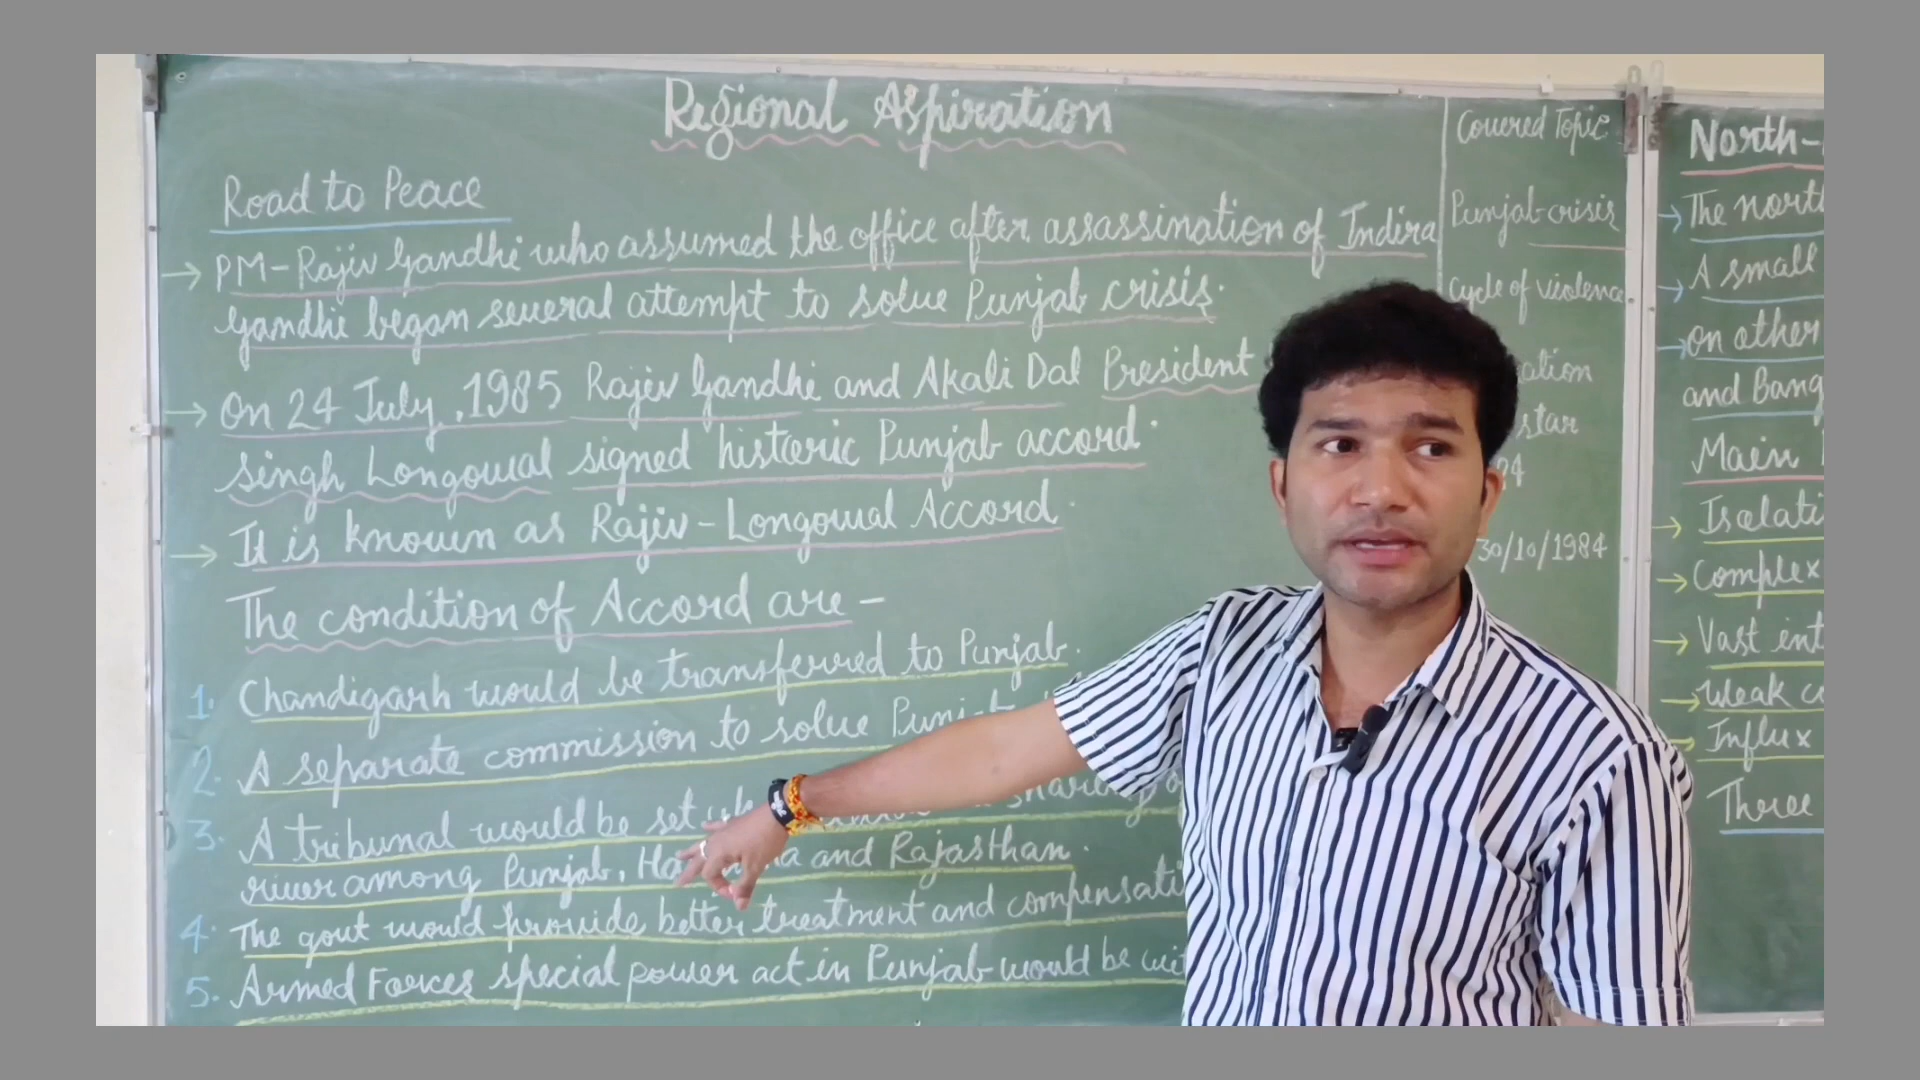 Regional Aspiration
Road to Peace
→ PM-Rajiv Gandhi who assumed the office after assassination of Indira
Gandhi began several attempt to solve Punjab crisis.
→ On 24 July, 1985 Rajiv Gandhi and Akali Dal President
Singh Longowal signed historic Punjab accord.
→ It is known as Rajiv-Longowal Accord.
The condition of Accord are -
1. Chandigarh would be transferred to Punjab.
2. A separate commission to solve
3. A tribunal would be set sharing
river among Punjab, and Rajasthan.
4. The govt would provide better treatment and
5. Armed Forces special power act in Punjab would be
Covered Topic
Punjab crisis
Cycle of violence
star
30/10/1984
North-
→ The
→ A small
→ on other
and
Main
→
→ Complex
→ Vast
→ Weak
→ Influx
Three